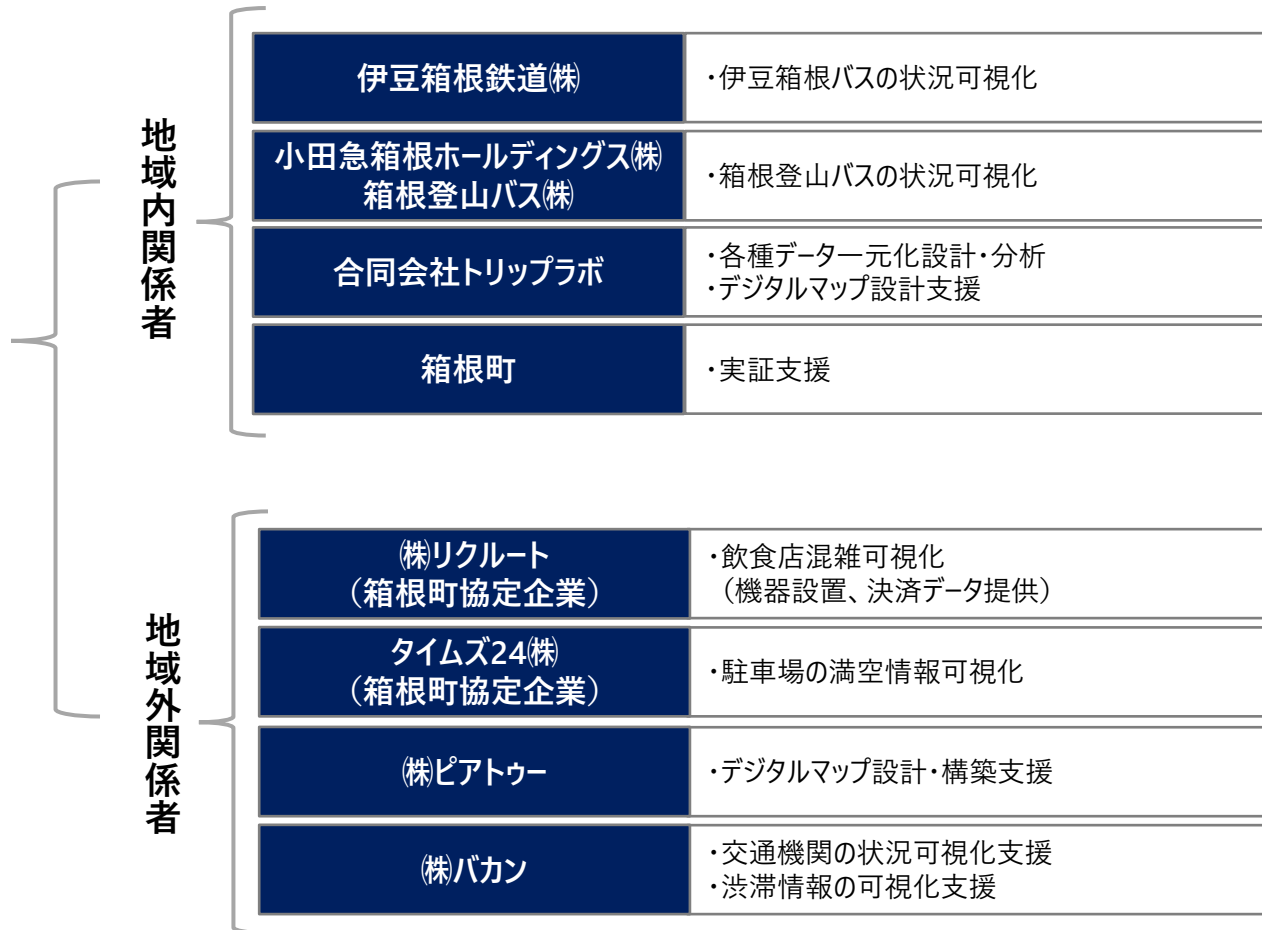 地域内関係者
伊豆箱根鉄道㈱
・伊豆箱根バスの状況可視化
小田急箱根ホールディングス㈱
箱根登山バス㈱
・箱根登山バスの状況可視化
合同会社トリップラボ
・各種データ一元化設計・分析
・デジタルマップ設計支援
箱根町
・実証支援
地域外関係者
㈱リクルート
（箱根町協定企業）
・飲食店混雑可視化
（機器設置、決済データ提供）
タイムズ24㈱
（箱根町協定企業）
・駐車場の満空情報可視化
㈱ピアトゥー
・デジタルマップ設計・構築支援
㈱バカン
・交通機関の状況可視化支援
・渋滞情報の可視化支援